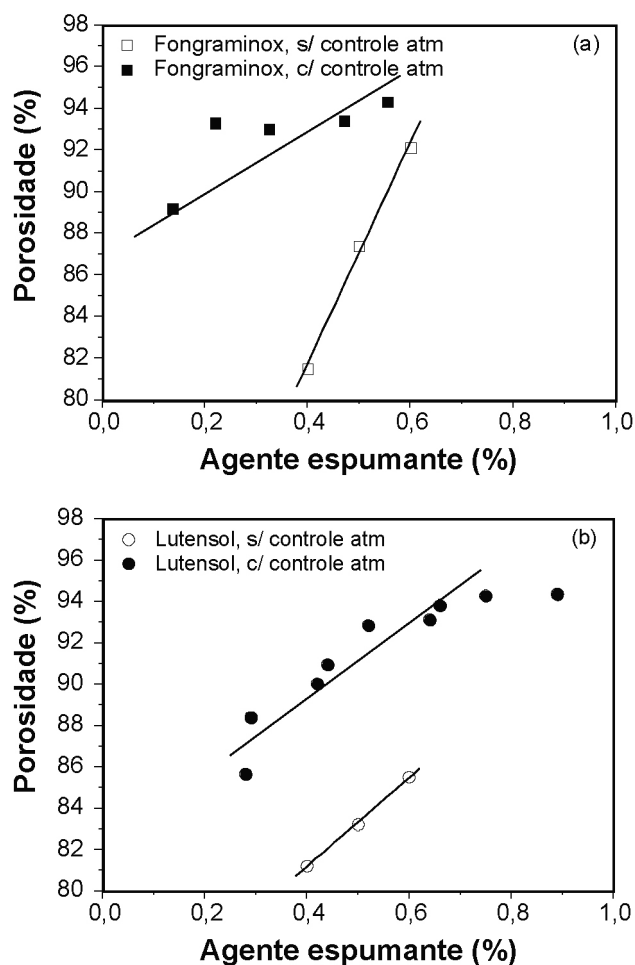 98
96
94
92
90
88
86
84
82
80
Porosidade (%)
Fongraminox, s/ controle atm
Fongraminox, c/ controle atm
(a)
0,0 0,2 0,4 0,6 0,8 1,0
Agente espumante (%)
98
96
94
92
90
88
86
84
82
80
Porosidade (%)
Lutensol, s/ controle atm
Lutensol, c/ controle atm
(b)
0,0 0,2 0,4 0,6 0,8 1,0
Agente espumante (%)